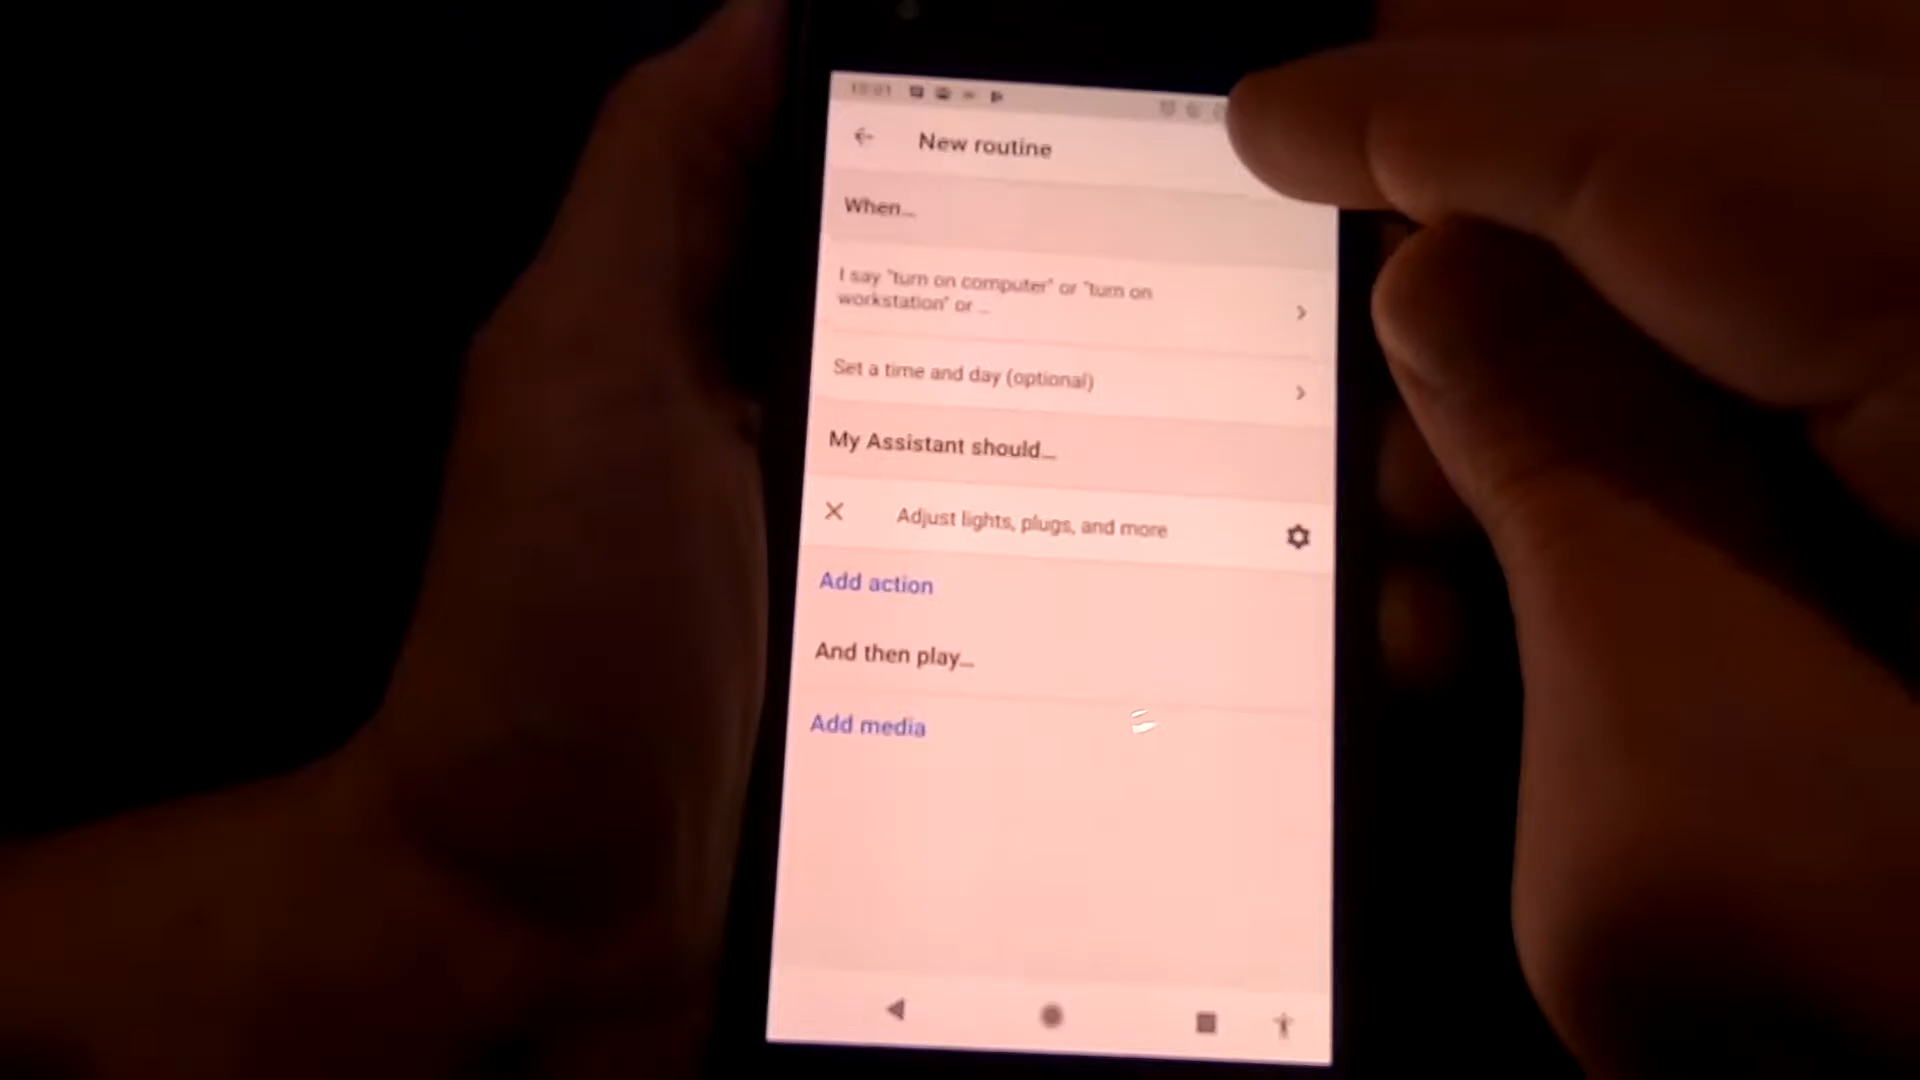 New routine
When...
I say "turn on computer" or "turn on
workstation" or ...
Set a time and day (optional)
My Assistant should...
Adjust lights, plugs, and more
Add action
And then play...
Add media